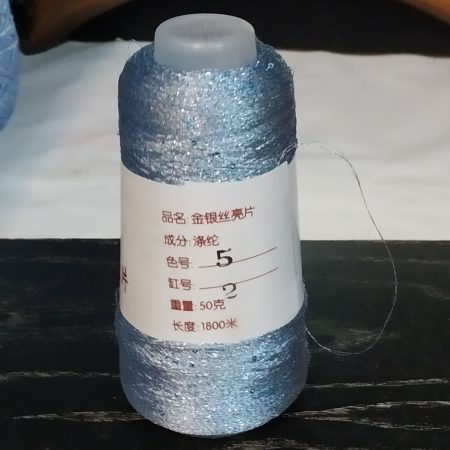 品名: 金银丝亮片
成分: 涤纶
色号: 5
缸号: 2
重量: 50克
长度: 1800米
片